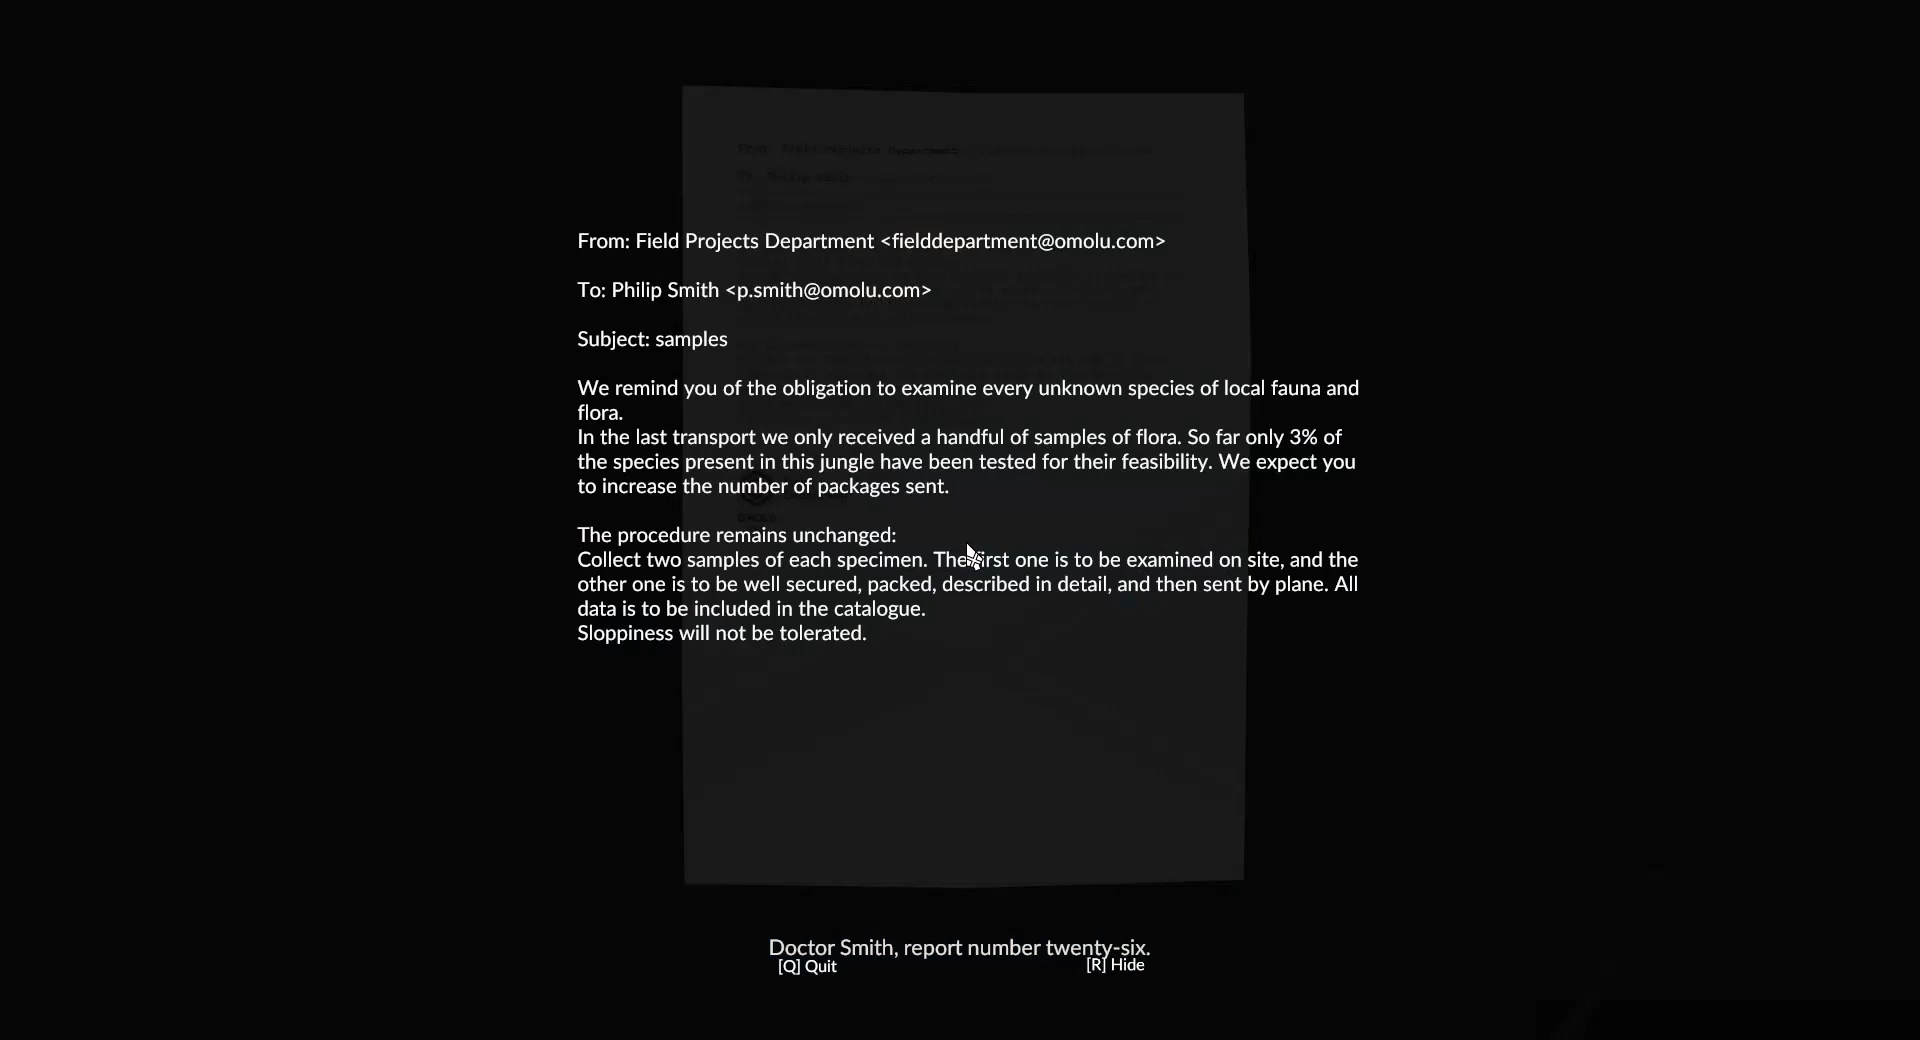 From: Field Projects Department <fielddepartment@omolu.com>
To: Philip Smith <p.smith@omolu.com>
Subject: samples
We remind you of the obligation to examine every unknown species of local fauna and
flora.
In the last transport we only received a handful of samples of flora. So far only 3% of
the species present in this jungle have been tested for their feasibility. We expect you
to increase the number of packages sent.
The procedure remains unchanged:
Collect two samples of each specimen. The first one is to be examined on site, and the
other one is to be well secured, packed, described in detail, and then sent by plane. All
data is to be included in the catalogue.
Sloppiness will not be tolerated.
Doctor Smith, report number twenty-six.
[Q] Quit
[R] Hide